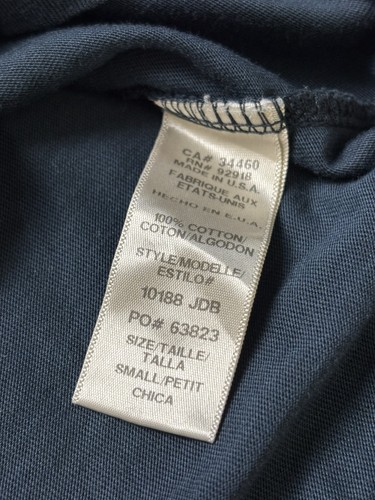 CA# 34460
RN# 92918
MADE IN U.S.A.
FABRIQUE AUX
ETATS-UNIS
HECHO EN E.U.A.
100% COTTON/
COTON/ALGODON
STYLE/MODELLE/
ESTILO#
10188 JDB
PO# 63823
SIZE/TAILLE/
TALLA
SMALL/PETIT
CHICA